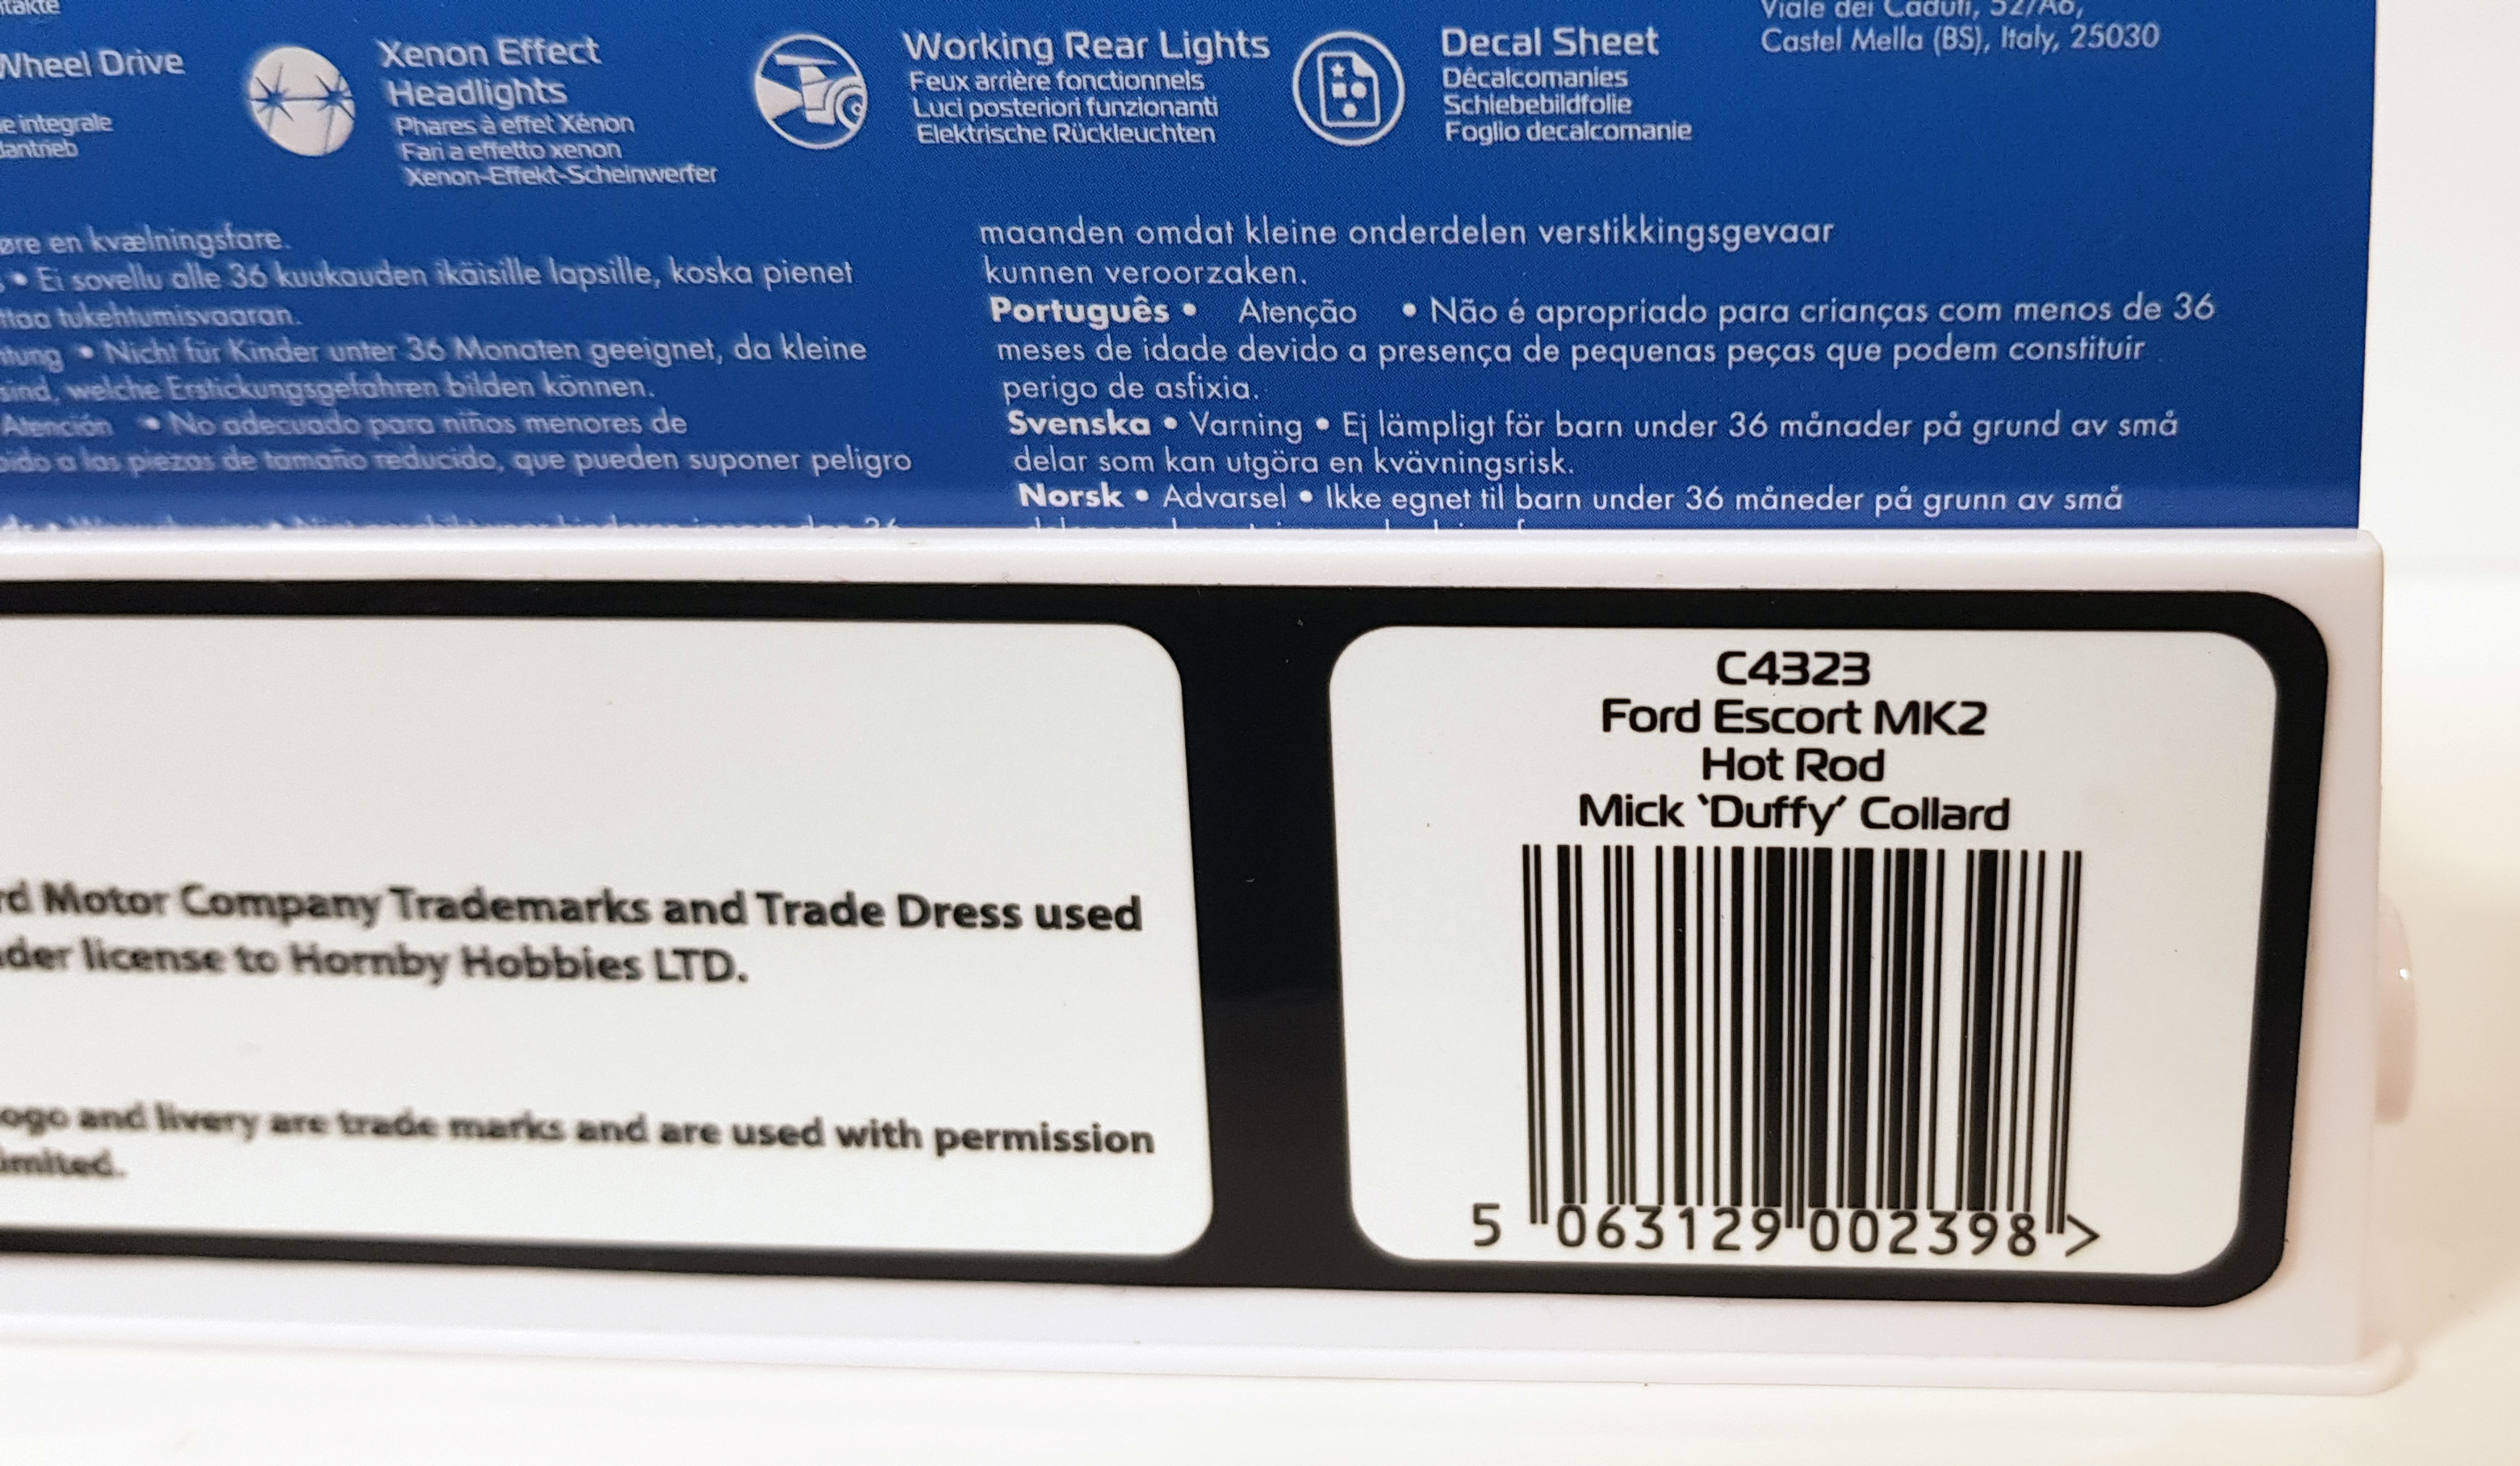 Wheel Drive
e integrale
Xenon Effect
Headlights
Phares à effet Xénon
Fari a effetto xenon
Xenon-Effekt-Scheinwerfer
Working Rear Lights
Feux arrière fonctionnels
Luci posteriori funzionanti
Elektrische Rückleuchten
Decal Sheet
Décalcomanies
Schiebebildfolie
Foglio decalcomanie
Viale dei Caduti, 52/A6,
Castel Mella (BS), Italy, 25030
øre en kvælningsfare.
• Ei sovellu alle 36 kuukauden ikäisille lapsille, koska pienet
ttaa tukehtumisvaaran.
htung • Nicht für Kinder unter 36 Monaten geeignet, da kleine
sind, welche Erstickungsgefahren bilden können.
Atención • No adecuado para niños menores de
bido a las piezas de tamaño reducido, que pueden suponer peligro
maanden omdat kleine onderdelen verstikkingsgevaar
kunnen veroorzaken.
Português • Atenção • Não é apropriado para crianças com menos de 36
meses de idade devido a presença de pequenas peças que podem constituir
perigo de asfixia.
Svenska • Varning • Ej lämpligt för barn under 36 månader på grund av små
delar som kan utgöra en kvävningsrisk.
Norsk • Advarsel • Ikke egnet til barn under 36 måneder på grunn av små
rd Motor Company Trademarks and Trade Dress used
der license to Hornby Hobbies LTD.
ogo and livery are trade marks and are used with permission
imited.
C4323
Ford Escort MK2
Hot Rod
Mick ‘Duffy’ Collard
5 063129 002398 >